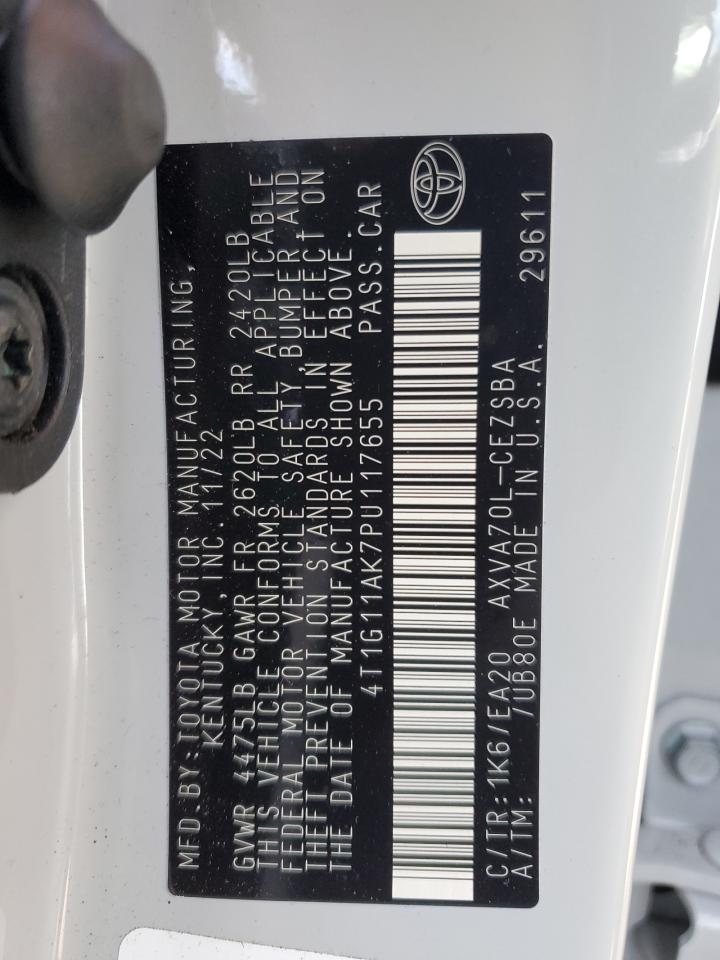 MFD. BY: TOYOTA MOTOR MANUFACTURING,
KENTUCKY, INC. 11/22
GVWR 4475LB GAWR FR 2620LB RR 2420LB
THIS VEHICLE CONFORMS TO ALL APPLICABLE
FEDERAL MOTOR VEHICLE SAFETY, BUMPER, AND
THEFT PREVENTION STANDARDS IN EFFECT ON
THE DATE OF MANUFACTURE SHOWN ABOVE.
4T1G11AK7PU117655 PASS.CAR
C/TR: 1K6/EA20 AXVA70L-CEZSBA
A/TM: /UB80E MADE IN U.S.A. 29611